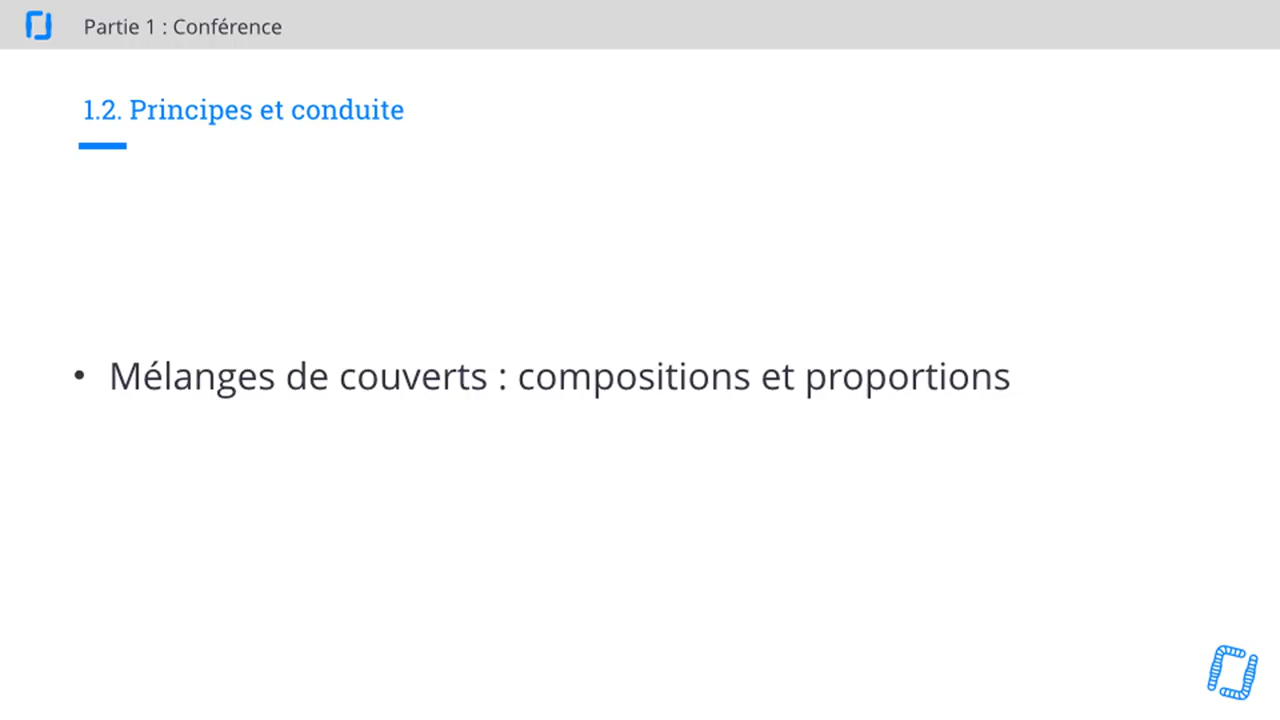 Partie 1 : Conférence
1.2. Principes et conduite
• Mélanges de couverts : compositions et proportions